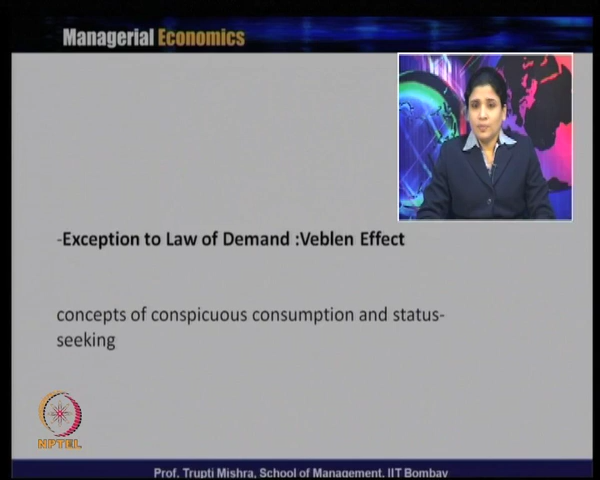 Managerial Economics
-Exception to Law of Demand :Veblen Effect
concepts of conspicuous consumption and status-
seeking
NPTEL
Prof. Trupti Mishra, School of Management, IIT Bombay